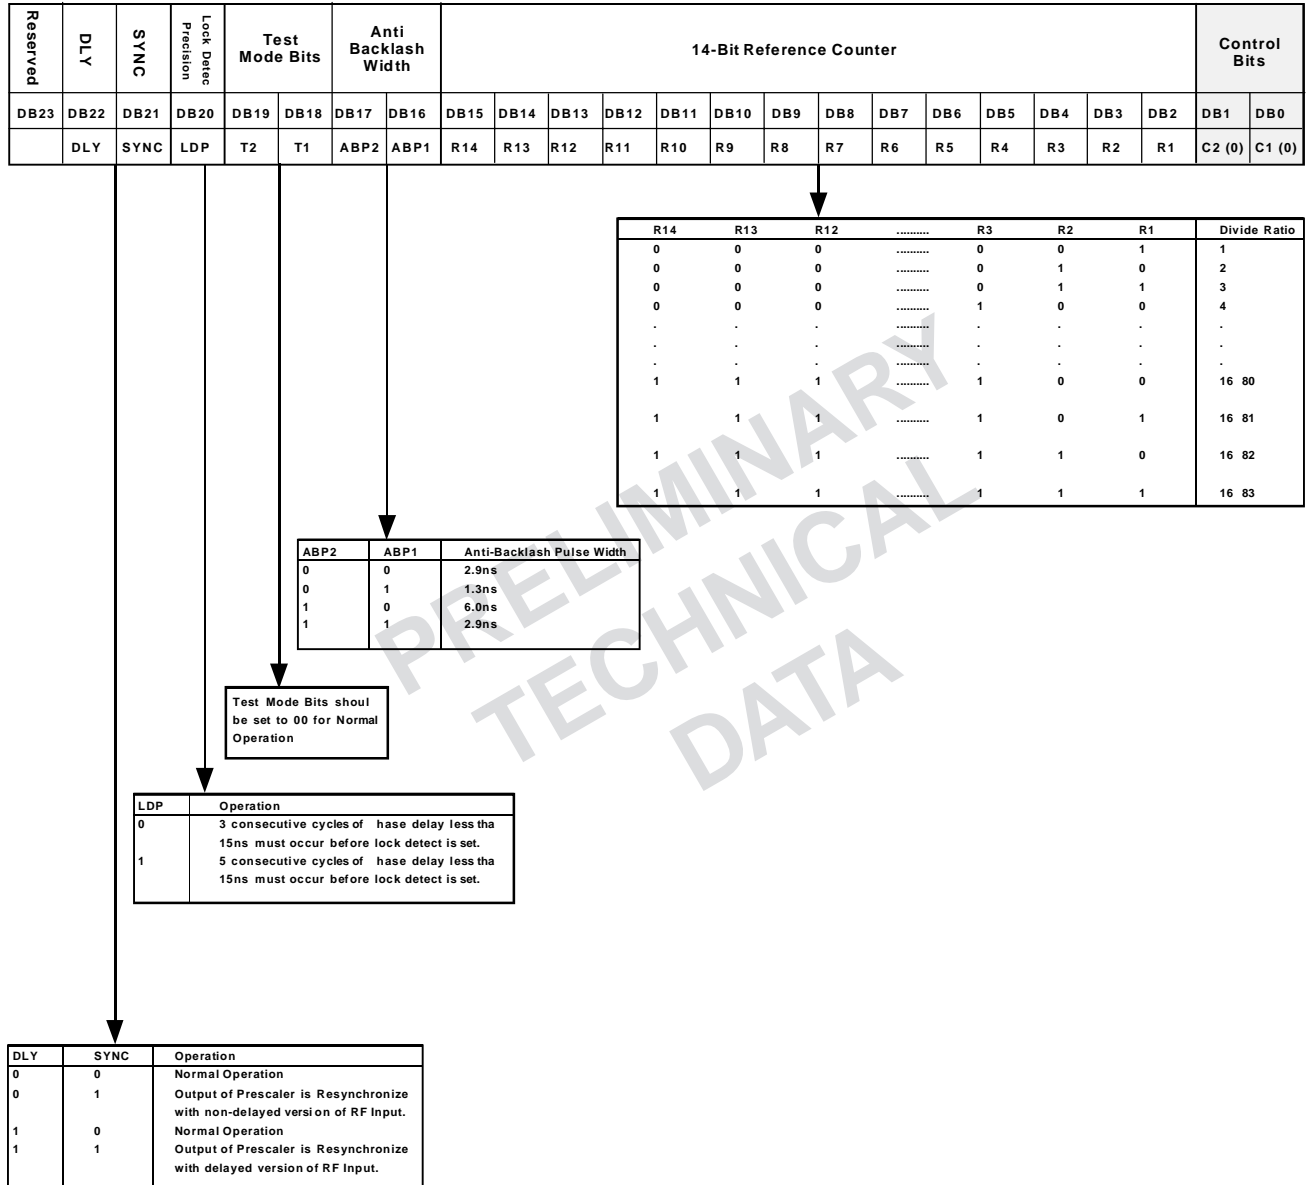 Reserved DLY SYNC Lock Detec Precision Test Mode Bits Anti Backlash Width 14-Bit Reference Counter Control Bits
DB23 DB22 DB21 DB20 DB19 DB18 DB17 DB16 DB15 DB14 DB13 DB12 DB11 DB10 DB9 DB8 DB7 DB6 DB5 DB4 DB3 DB2 DB1 DB0
DLY SYNC LDP T2 T1 ABP2 ABP1 R14 R13 R12 R11 R10 R9 R8 R7 R6 R5 R4 R3 R2 R1 C2 (0) C1 (0)
R14 R13 R12 .......... R3 R2 R1 Divide Ratio
0 0 0 .......... 0 0 1 1
0 0 0 .......... 0 1 0 2
0 0 0 .......... 0 1 1 3
0 0 0 .......... 1 0 0 4
. . . .......... . . . .
. . . .......... . . . .
. . . .......... . . . .
1 1 1 .......... 1 0 0 16 80
1 1 1 .......... 1 0 1 16 81
1 1 1 .......... 1 1 0 16 82
1 1 1 .......... 1 1 1 16 83
ABP2 ABP1 Anti-Backlash Pulse Width
0 0 2.9ns
0 1 1.3ns
1 0 6.0ns
1 1 2.9ns
PRELIMINARY
TECHNICAL
DATA
Test Mode Bits shoul
be set to 00 for Normal
Operation
LDP Operation
0 3 consecutive cycles of hase delay less tha
15ns must occur before lock detect is set.
1 5 consecutive cycles of hase delay less tha
15ns must occur before lock detect is set.
DLY SYNC Operation
0 0 Normal Operation
0 1 Output of Prescaler is Resynchronize
with non-delayed version of RF Input.
1 0 Normal Operation
1 1 Output of Prescaler is Resynchronize
with delayed version of RF Input.